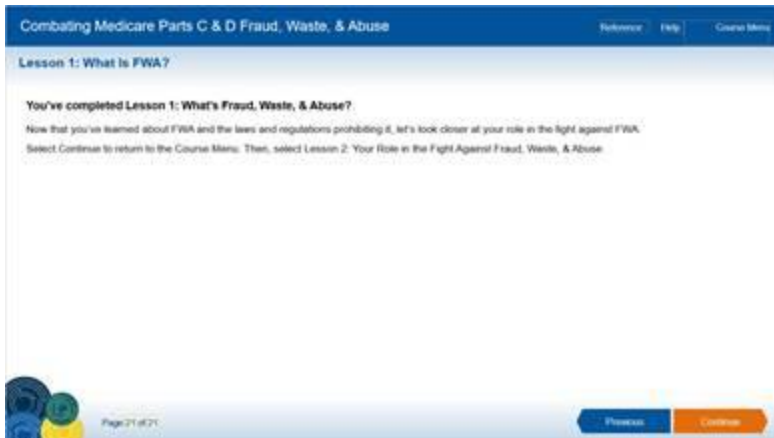 Combating Medicare Parts C & D Fraud, Waste, & Abuse
Reference Help Course Menu
Lesson 1: What Is FWA?
You've completed Lesson 1: What's Fraud, Waste, & Abuse?
Now that you've learned about FWA and the laws and regulations prohibiting it, let's look closer at your role in the fight against FWA.
Select Continue to return to the Course Menu. Then, select Lesson 2: Your Role in the Fight Against Fraud, Waste, & Abuse.
Page 21 of 21
Previous
Continue